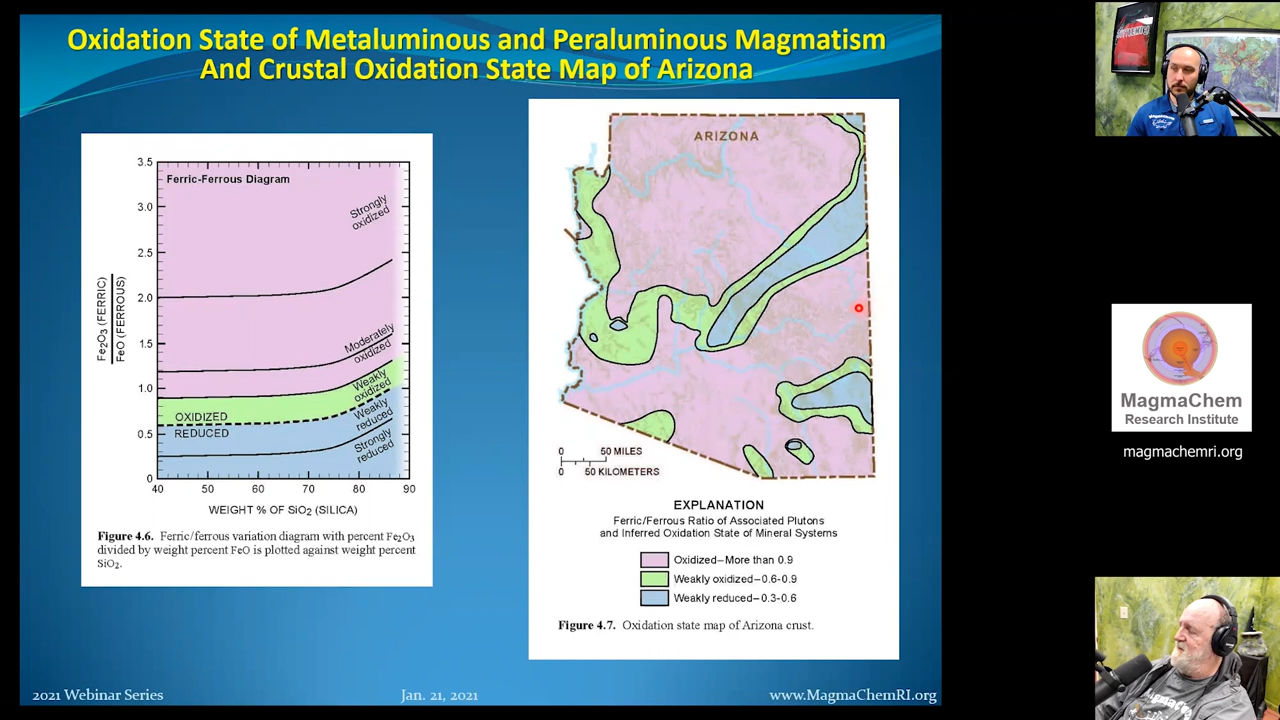 Oxidation State of Metaluminous and Peraluminous Magmatism
And Crustal Oxidation State Map of Arizona
Ferric-Ferrous Diagram
3.5
3.0
2.5
2.0
1.5
1.0
0.5
0
Fe2O3 (FERRIC)
FeO (FERROUS)
Strongly
oxidized
Moderately
oxidized
Weakly
oxidized
Weakly
reduced
Strongly
reduced
OXIDIZED
REDUCED
40 50 60 70 80 90
WEIGHT % OF SiO2 (SILICA)
Figure 4.6. Ferric/ferrous variation diagram with percent Fe2O3
divided by weight percent FeO is plotted against weight percent
SiO2.
ARIZONA
0 50 MILES
0 50 KILOMETERS
EXPLANATION
Ferric/Ferrous Ratio of Associated Plutons
and Inferred Oxidation State of Mineral Systems
Oxidized–More than 0.9
Weakly oxidized–0.6-0.9
Weakly reduced–0.3-0.6
Figure 4.7. Oxidation state map of Arizona crust.
2021 Webinar Series
Jan. 21, 2021
www.MagmaChemRI.org
MagmaChem
Research Institute
magmachemri.org